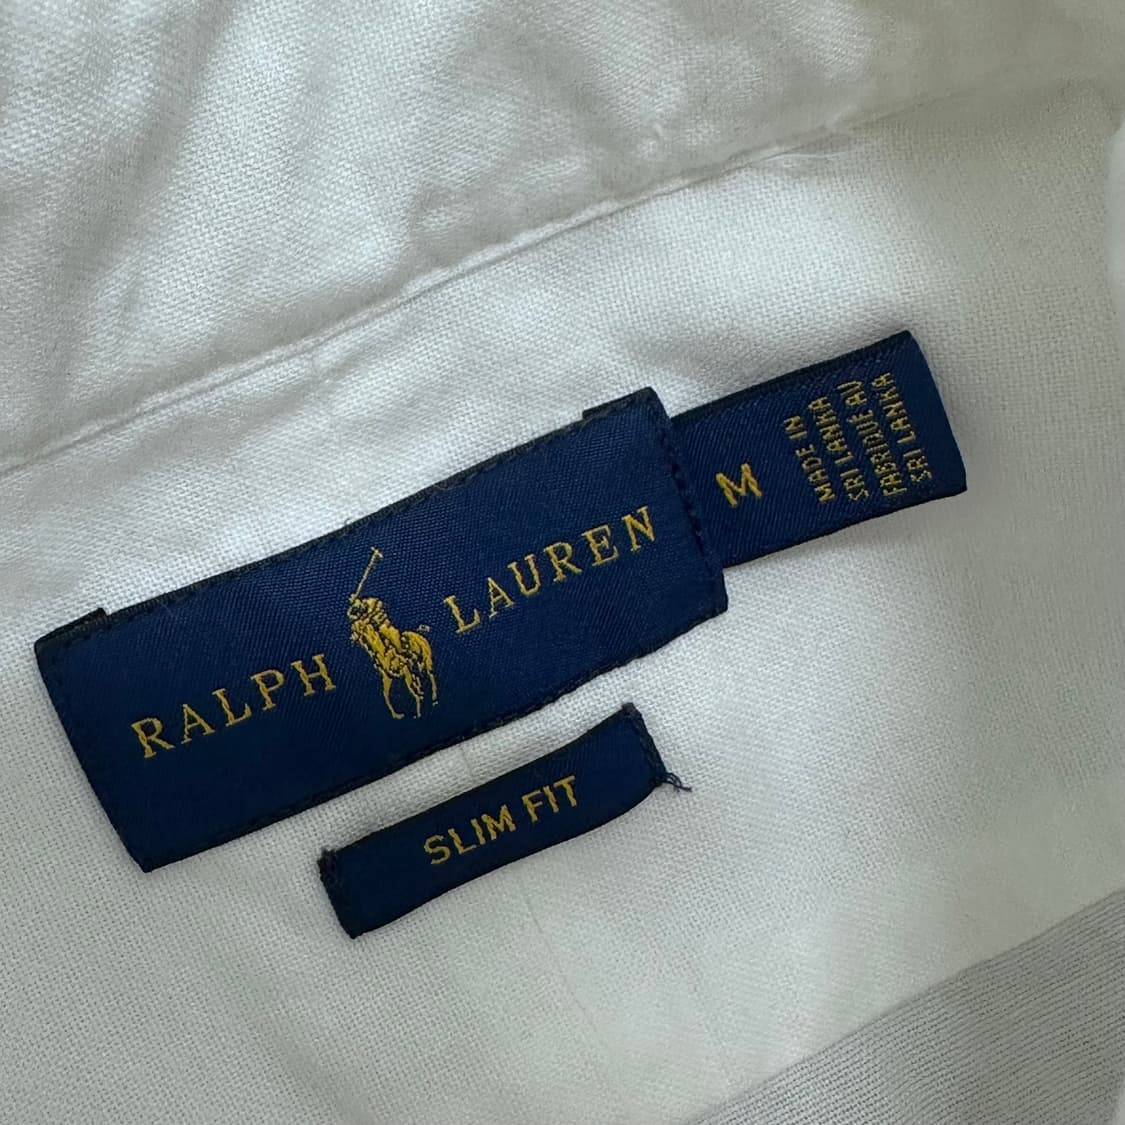 RALPH LAUREN
M
MADE IN
SRI LANKA
FABRIQUE AU
SRI LANKA
SLIM FIT